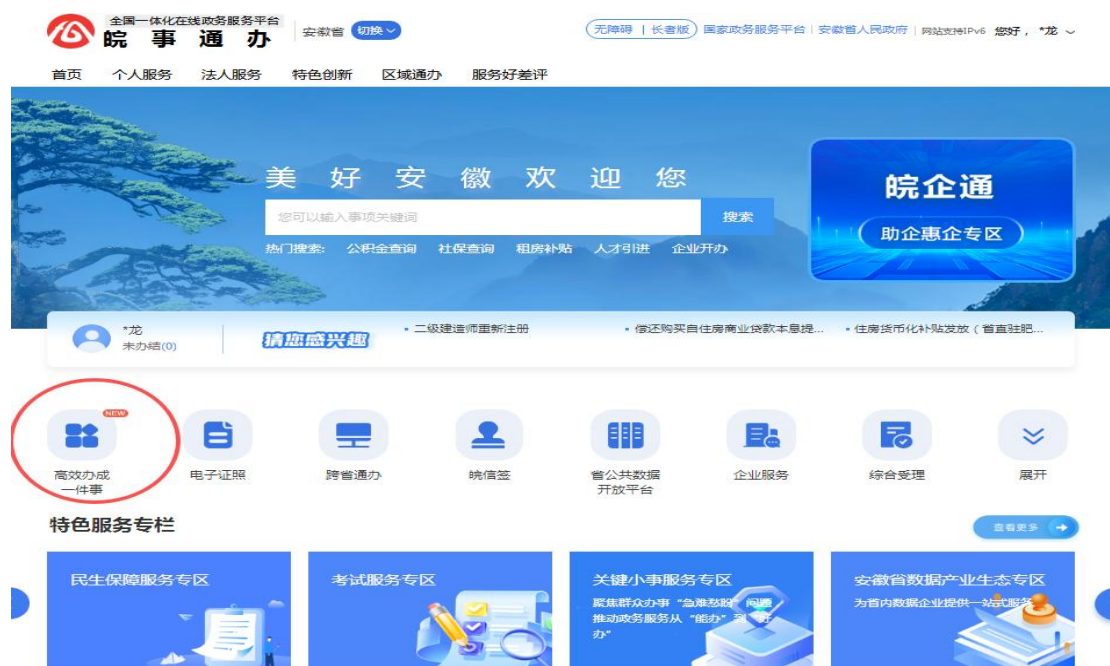 全国一体化在线政务服务平台
皖事通办
安徽省 切换
无障碍 | 长者版 国家政务服务平台 | 安徽省人民政府 | 网站支持IPv6 您好，*龙
首页 个人服务 法人服务 特色创新 区域通办 服务好差评
美好安徽欢迎您
您可以输入事项关键词 搜索
热门搜索: 公积金查询 社保查询 租房补贴 人才引进 企业开办
皖企通
助企惠企专区
*龙
未办结(0)
猜您感兴趣
二级建造师重新注册
偿还购买自住房商业贷款本息提...
住房货币化补贴发放（省直驻肥...
NEW
高效办成
一件事
电子证照
跨省通办
皖信签
省公共数据
开放平台
企业服务
综合受理
展开
特色服务专栏
查看更多
民生保障服务专区
考试服务专区
关键小事服务专区
聚焦群众办事“急难愁盼”问题
推动政务服务从“能办”到“好
办”
安徽省数据产业生态专区
为省内数据企业提供一站式服务